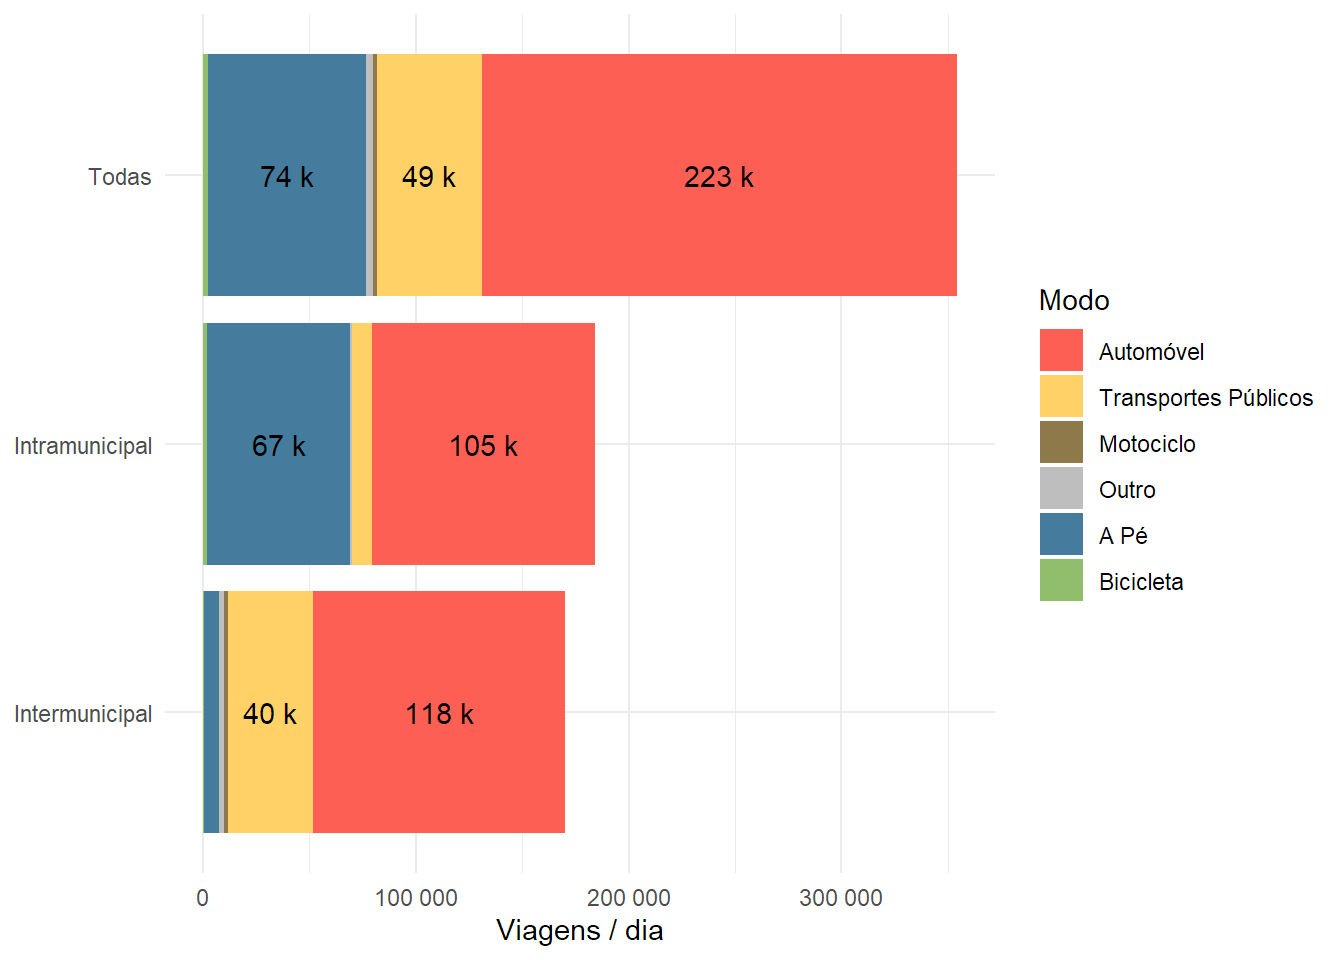 Todas
74 k
49 k
223 k
Intramunicipal
67 k
105 k
Intermunicipal
40 k
118 k
0
100 000
200 000
300 000
Viagens / dia
Modo
Automóvel
Transportes Públicos
Motociclo
Outro
A Pé
Bicicleta